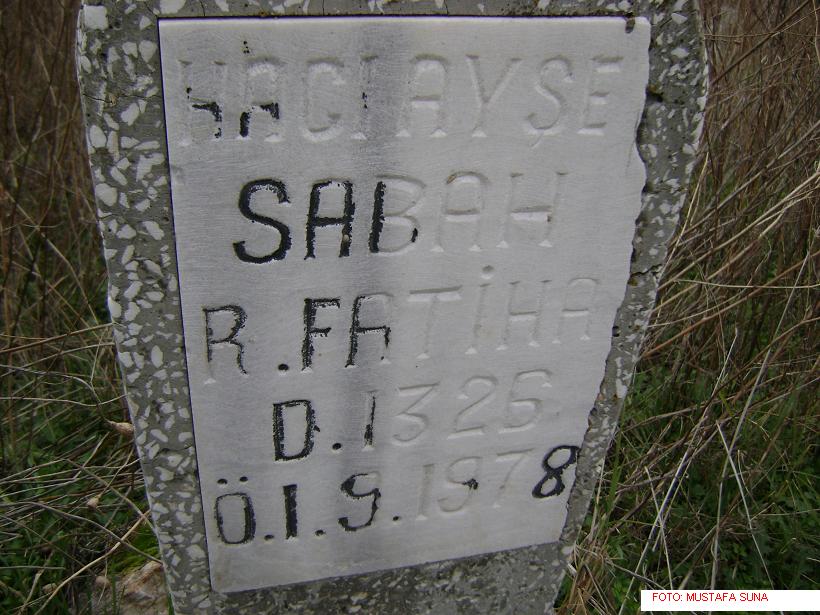 HACI AYŞE
SABAH
R.FATİHA
D.1325
Ö.1.9.1978
FOTO: MUSTAFA SUNA